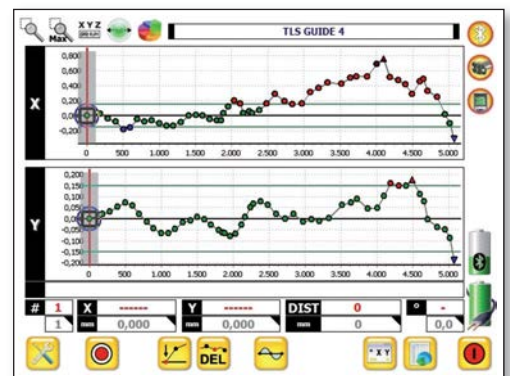 Max
X Y Z
TLS GUIDE 4
X
0,800
0,600
0,400
0,200
0,00
-0,20
0 500 1.000 1.500 2.000 2.500 3.000 3.500 4.000 4.500 5.000
Y
0,200
0,150
0,100
0,050
0,00
-0,050
-0,100
-0,150
-0,200
0 500 1.000 1.500 2.000 2.500 3.000 3.500 4.000 4.500 5.000
# 1 X ------ Y ------ DIST 0 ° -
1 mm 0,000 mm 0,000 mm 0 0,0
DEL
X Y